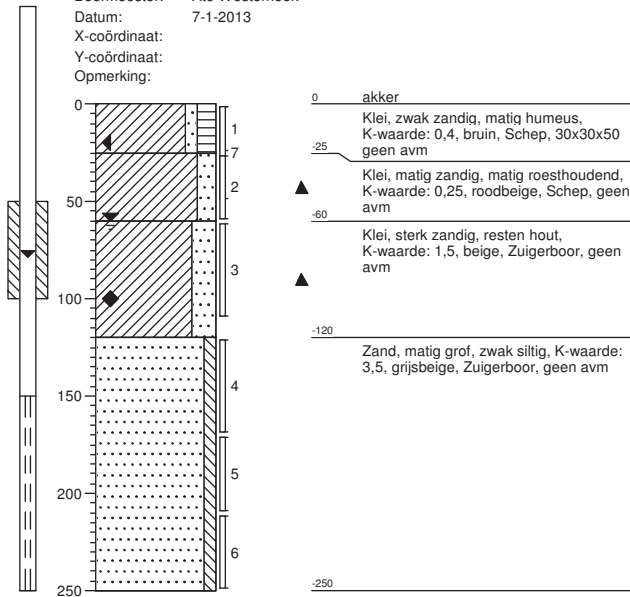 Datum: 7-1-2013
X-coördinaat:
Y-coördinaat:
Opmerking:
0
50
100
150
200
250
1
7
2
3
4
5
6
0 akker
Klei, zwak zandig, matig humeus,
K-waarde: 0,4, bruin, Schep, 30x30x50
geen avm
-25
Klei, matig zandig, matig roesthoudend,
K-waarde: 0,25, roodbeige, Schep, geen
avm
-60
Klei, sterk zandig, resten hout,
K-waarde: 1,5, beige, Zuigerboor, geen
avm
-120
Zand, matig grof, zwak siltig, K-waarde:
3,5, grijsbeige, Zuigerboor, geen avm
-250